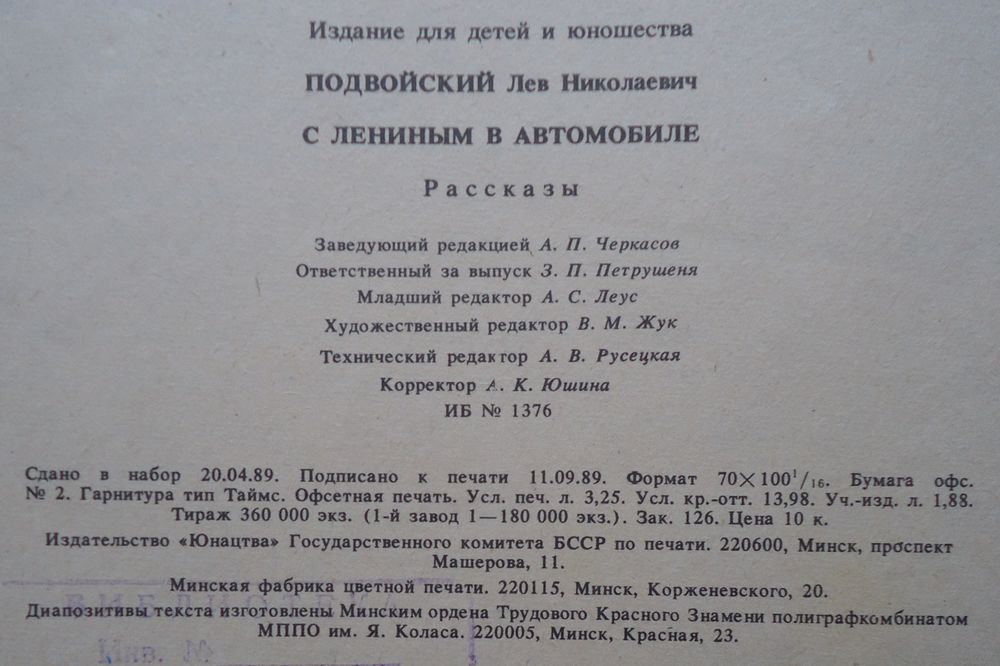 Издание для детей и юношества
ПОДВОЙСКИЙ Лев Николаевич
С ЛЕНИНЫМ В АВТОМОБИЛЕ
Рассказы
Заведующий редакцией А. П. Черкасов
Ответственный за выпуск З. П. Петрушеня
Младший редактор А. С. Леус
Художественный редактор В. М. Жук
Технический редактор А. В. Русецкая
Корректор А. К. Юшина
ИБ № 1376
Сдано в набор 20.04.89. Подписано к печати 11.09.89. Формат 70×100¹/₁₆. Бумага офс.
№ 2. Гарнитура тип Таймс. Офсетная печать. Усл. печ. л. 3,25. Усл. кр.-отт. 13,98. Уч.-изд. л. 1,88.
Тираж 360 000 экз. (1-й завод 1—180 000 экз.). Зак. 126. Цена 10 к.
Издательство «Юнацтва» Государственного комитета БССР по печати. 220600, Минск, проспект
Машерова, 11.
Минская фабрика цветной печати. 220115, Минск, Корженевского, 20.
Диапозитивы текста изготовлены Минским ордена Трудового Красного Знамени полиграфкомбинатом
МППО им. Я. Коласа. 220005, Минск, Красная, 23.
Инв. №